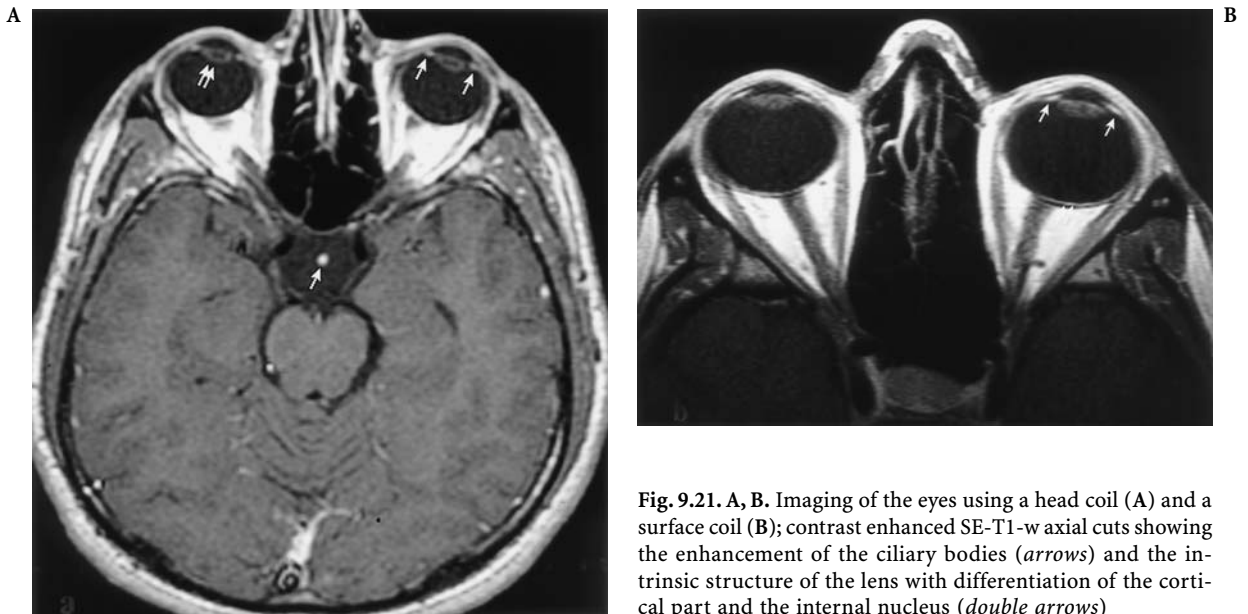 A
B
a
b
Fig. 9.21. A, B. Imaging of the eyes using a head coil (A) and a
surface coil (B); contrast enhanced SE-T1-w axial cuts showing
the enhancement of the ciliary bodies (arrows) and the in-
trinsic structure of the lens with differentiation of the corti-
cal part and the internal nucleus (double arrows)